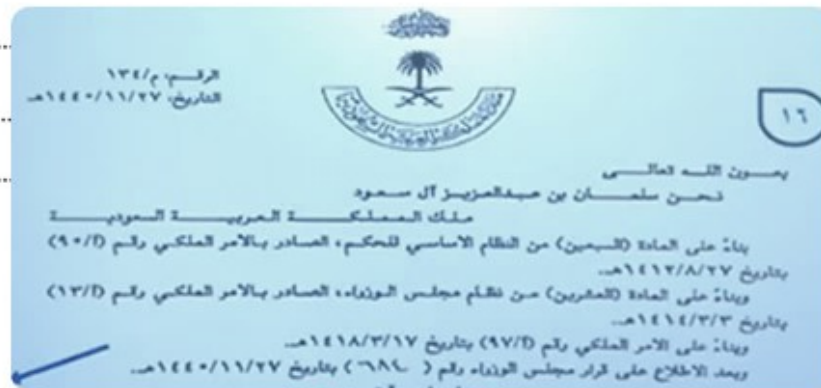 الرقم: م/١٣٤
التاريخ: ١٤٤٠/١١/٢٧هـ
١٦
بعون الله تعالى
نحن سلمان بن عبدالعزيز آل سعود
ملك المملكة العربية السعودية
بناءً على المادة (السبعين) من النظام الأساسي للحكم، الصادر بالأمر الملكي رقم (أ/٩٠)
بتاريخ ١٤١٢/٨/٢٧هـ.
وبناءً على المادة (العشرين) من نظام مجلس الوزراء، الصادر بالأمر الملكي رقم (أ/١٣)
بتاريخ ١٤١٤/٣/٣هـ.
وبناءً على الأمر الملكي رقم (أ/٩٧) بتاريخ ١٤١٨/٣/١٧هـ.
وبعد الاطلاع على قرار مجلس الوزراء رقم (٦٨٤) بتاريخ ١٤٤٠/١١/٢٧هـ.